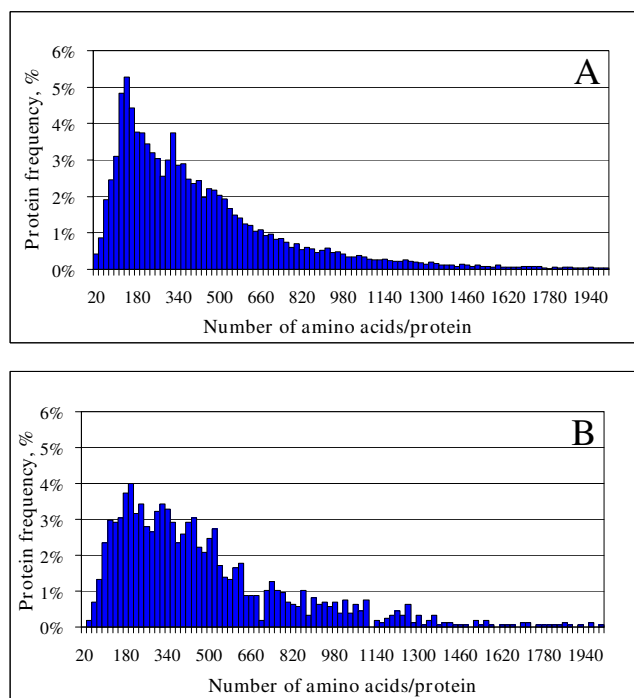 A
Protein frequency, %
6%
5%
4%
3%
2%
1%
0%
20 180 340 500 660 820 980 1140 1300 1460 1620 1780 1940
Number of amino acids/protein
B
Protein frequency, %
6%
5%
4%
3%
2%
1%
0%
20 180 340 500 660 820 980 1140 1300 1460 1620 1780 1940
Number of amino acids/protein